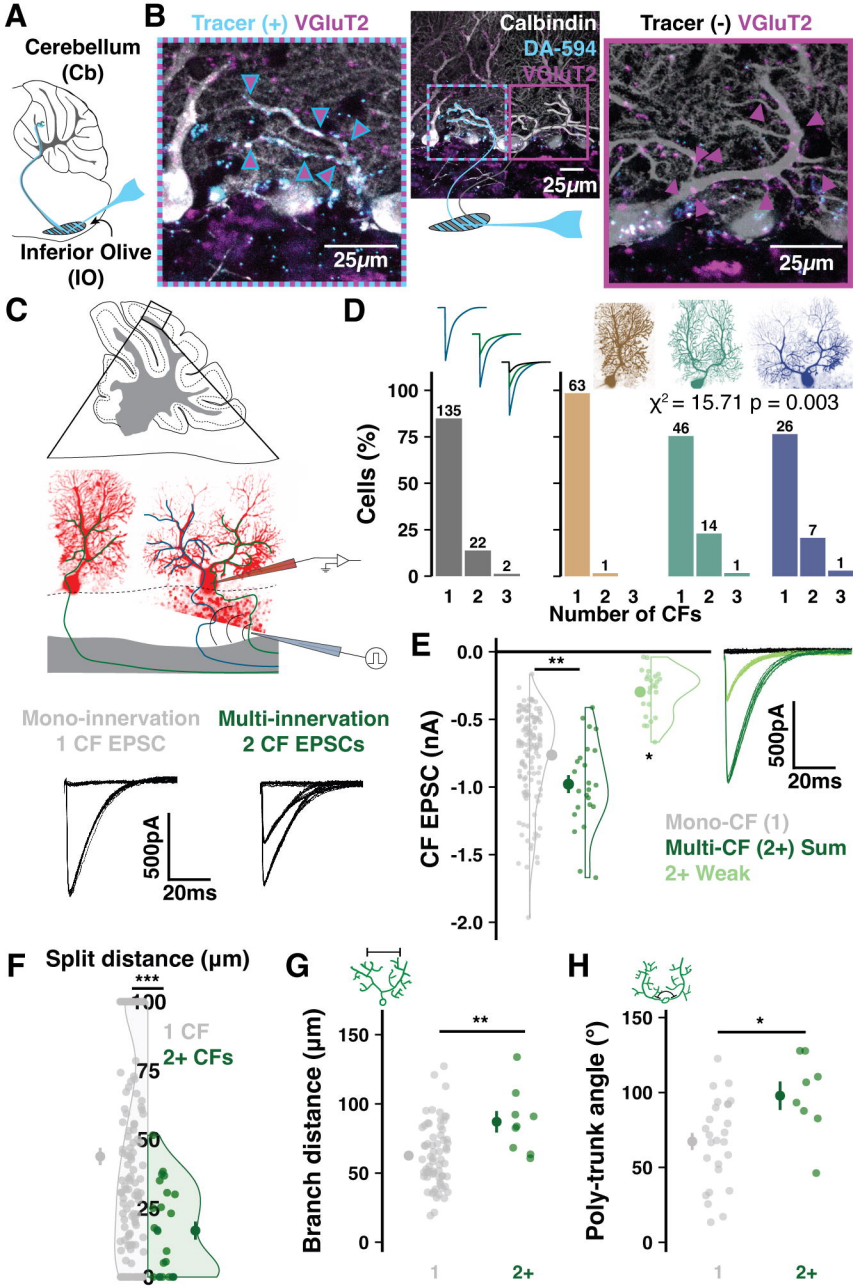 A
Cerebellum
(Cb)
Inferior Olive
(IO)
B
Tracer (+) VGluT2
25µm
Calbindin
DA-594
VGluT2
25µm
Tracer (-) VGluT2
25µm
C
Mono-innervation
1 CF EPSC
Multi-innervation
2 CF EPSCs
500pA
20ms
500pA
20ms
D
Cells (%)
100
75
50
25
0
135
22
2
63
1
χ² = 15.71 p = 0.003
46
14
1
26
7
1
1 2 3 1 2 3 1 2 3 1 2 3
Number of CFs
E
CF EPSC (nA)
0.0
-0.5
-1.0
-1.5
-2.0
**
*
500pA
20ms
Mono-CF (1)
Multi-CF (2+) Sum
2+ Weak
F
Split distance (µm)
***
100
75
25
1 CF
2+ CFs
G
Branch distance (µm)
150
100
50
0
**
1 2+
H
Poly-trunk angle (°)
150
100
50
0
*
1 2+